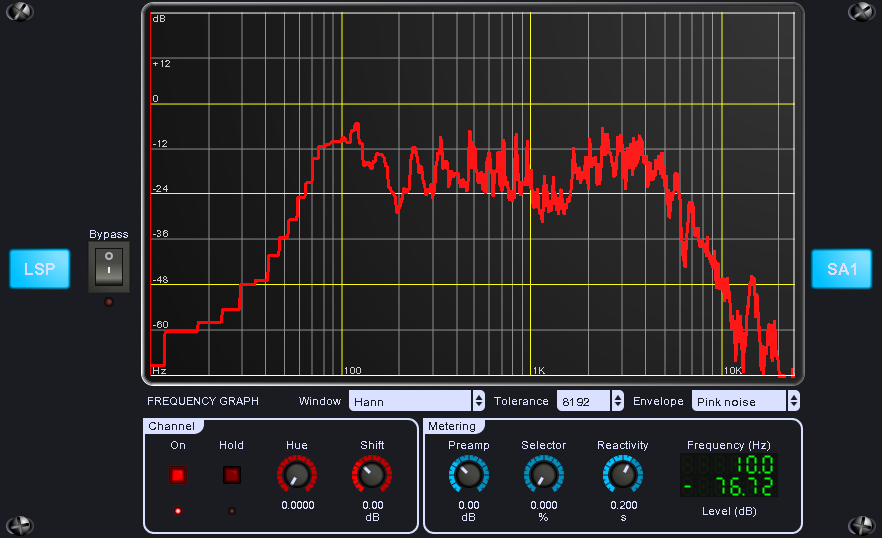 dB
+12
0
-12
-24
-36
-48
-60
Hz 100 1K 10K
Bypass
LSP
SA1
FREQUENCY GRAPH Window Hann Tolerance 8192 Envelope Pink noise
Channel
On Hold Hue Shift
0.0000 0.00
dB
Metering
Preamp Selector Reactivity Frequency (Hz)
10.0
- 76.72
0.00 0.000 0.200 Level (dB)
dB % s